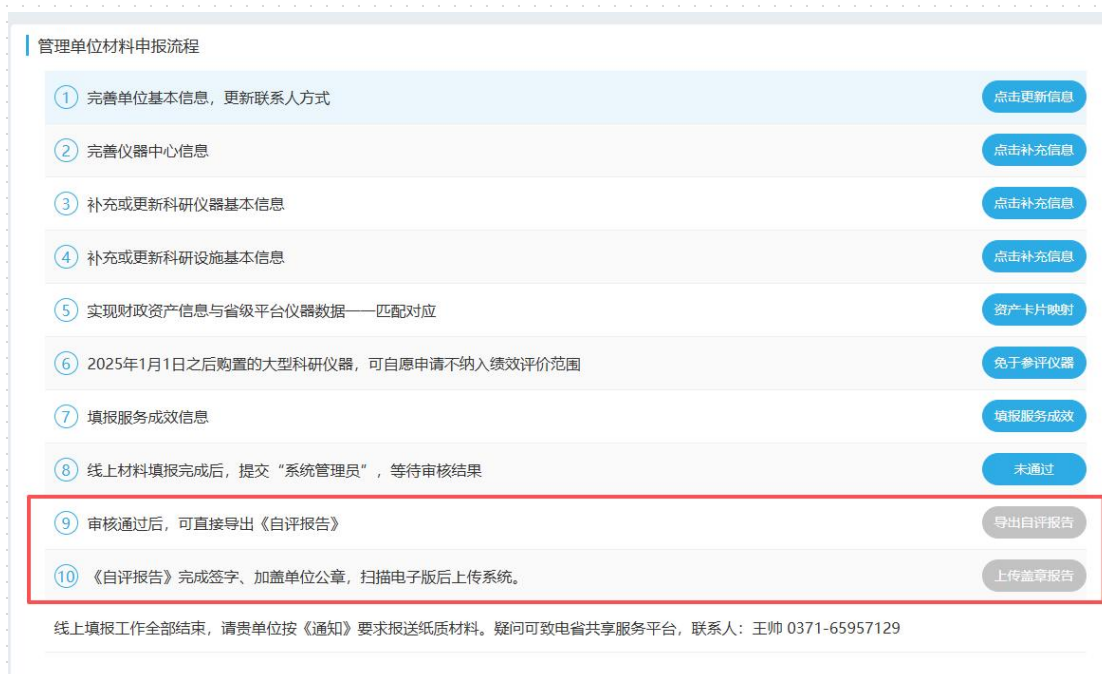 管理单位材料申报流程
① 完善单位基本信息，更新联系人方式 点击更新信息
② 完善仪器中心信息 点击补充信息
③ 补充或更新科研仪器基本信息 点击补充信息
④ 补充或更新科研设施基本信息 点击补充信息
⑤ 实现财政资产信息与省级平台仪器数据——匹配对应 资产卡片映射
⑥ 2025年1月1日之后购置的大型科研仪器，可自愿申请不纳入绩效评价范围 免于参评仪器
⑦ 填报服务成效信息 填报服务成效
⑧ 线上材料填报完成后，提交“系统管理员”，等待审核结果 未通过
⑨ 审核通过后，可直接导出《自评报告》 导出自评报告
⑩ 《自评报告》完成签字、加盖单位公章，扫描电子版后上传系统。 上传盖章报告
线上填报工作全部结束，请贵单位按《通知》要求报送纸质材料。疑问可致电省共享服务平台，联系人：王帅 0371-65957129